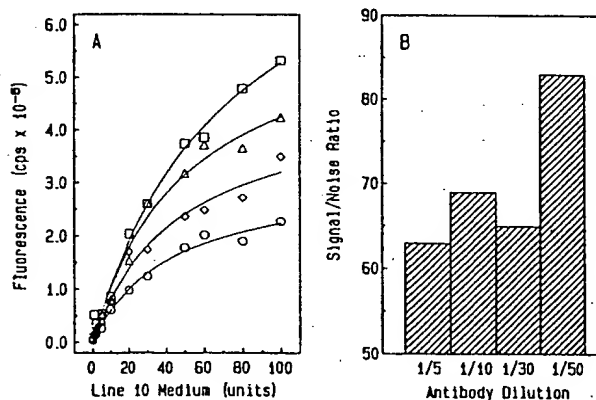 A
Fluorescence (cps x 10⁻⁶)
6.0
5.0
4.0
3.0
2.0
1.0
0.0
0 20 40 60 80 100
Line 10 Medium (units)
B
Signal/Noise Ratio
90
80
70
60
50
1/5 1/10 1/30 1/50
Antibody Dilution